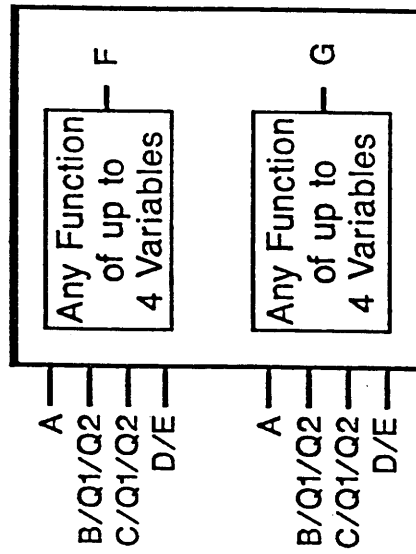 A
B/Q1/Q2
C/Q1/Q2
D/E
Any Function
of up to
4 Variables
F
A
B/Q1/Q2
C/Q1/Q2
D/E
Any Function
of up to
4 Variables
G